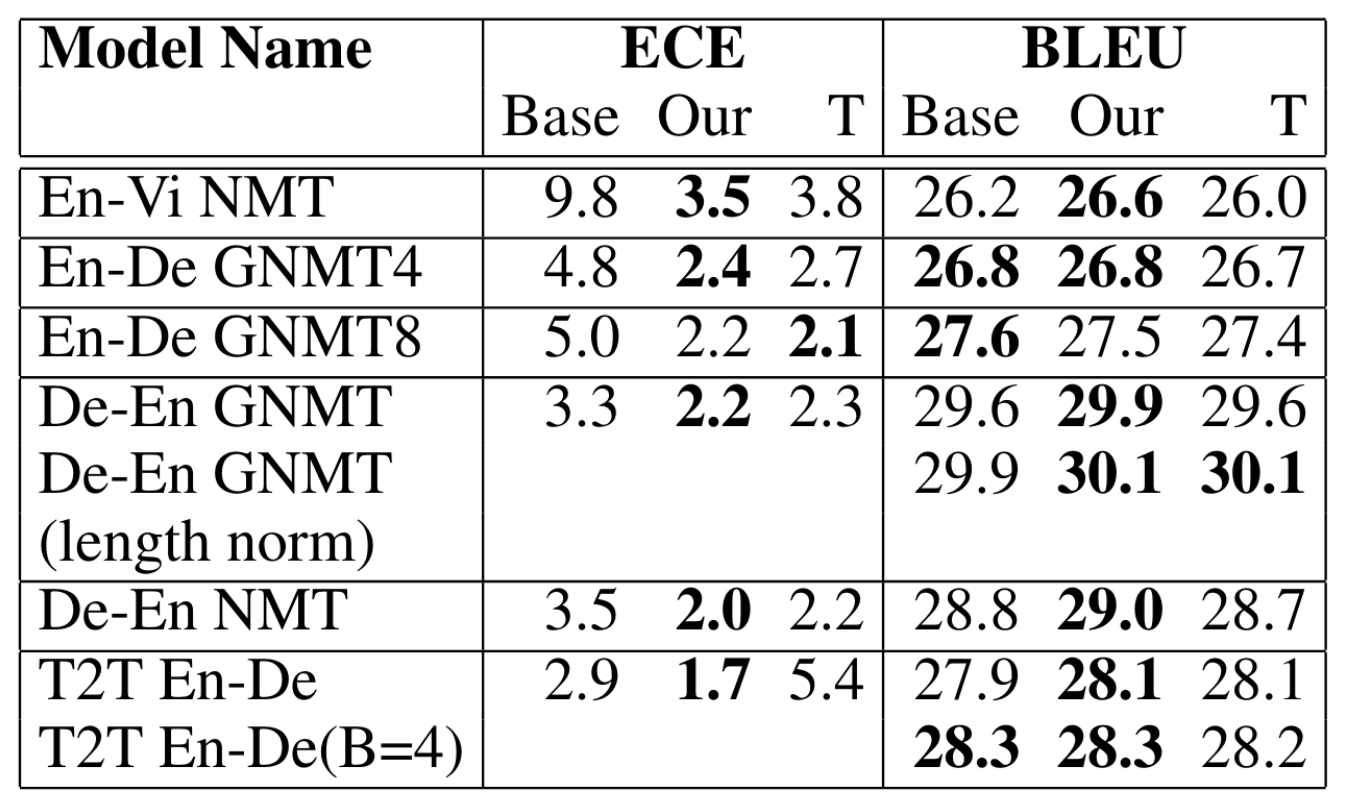 Model Name ECE BLEU
Base Our T Base Our T
En-Vi NMT 9.8 3.5 3.8 26.2 26.6 26.0
En-De GNMT4 4.8 2.4 2.7 26.8 26.8 26.7
En-De GNMT8 5.0 2.2 2.1 27.6 27.5 27.4
De-En GNMT 3.3 2.2 2.3 29.6 29.9 29.6
De-En GNMT 29.9 30.1 30.1
(length norm)
De-En NMT 3.5 2.0 2.2 28.8 29.0 28.7
T2T En-De 2.9 1.7 5.4 27.9 28.1 28.1
T2T En-De(B=4) 28.3 28.3 28.2